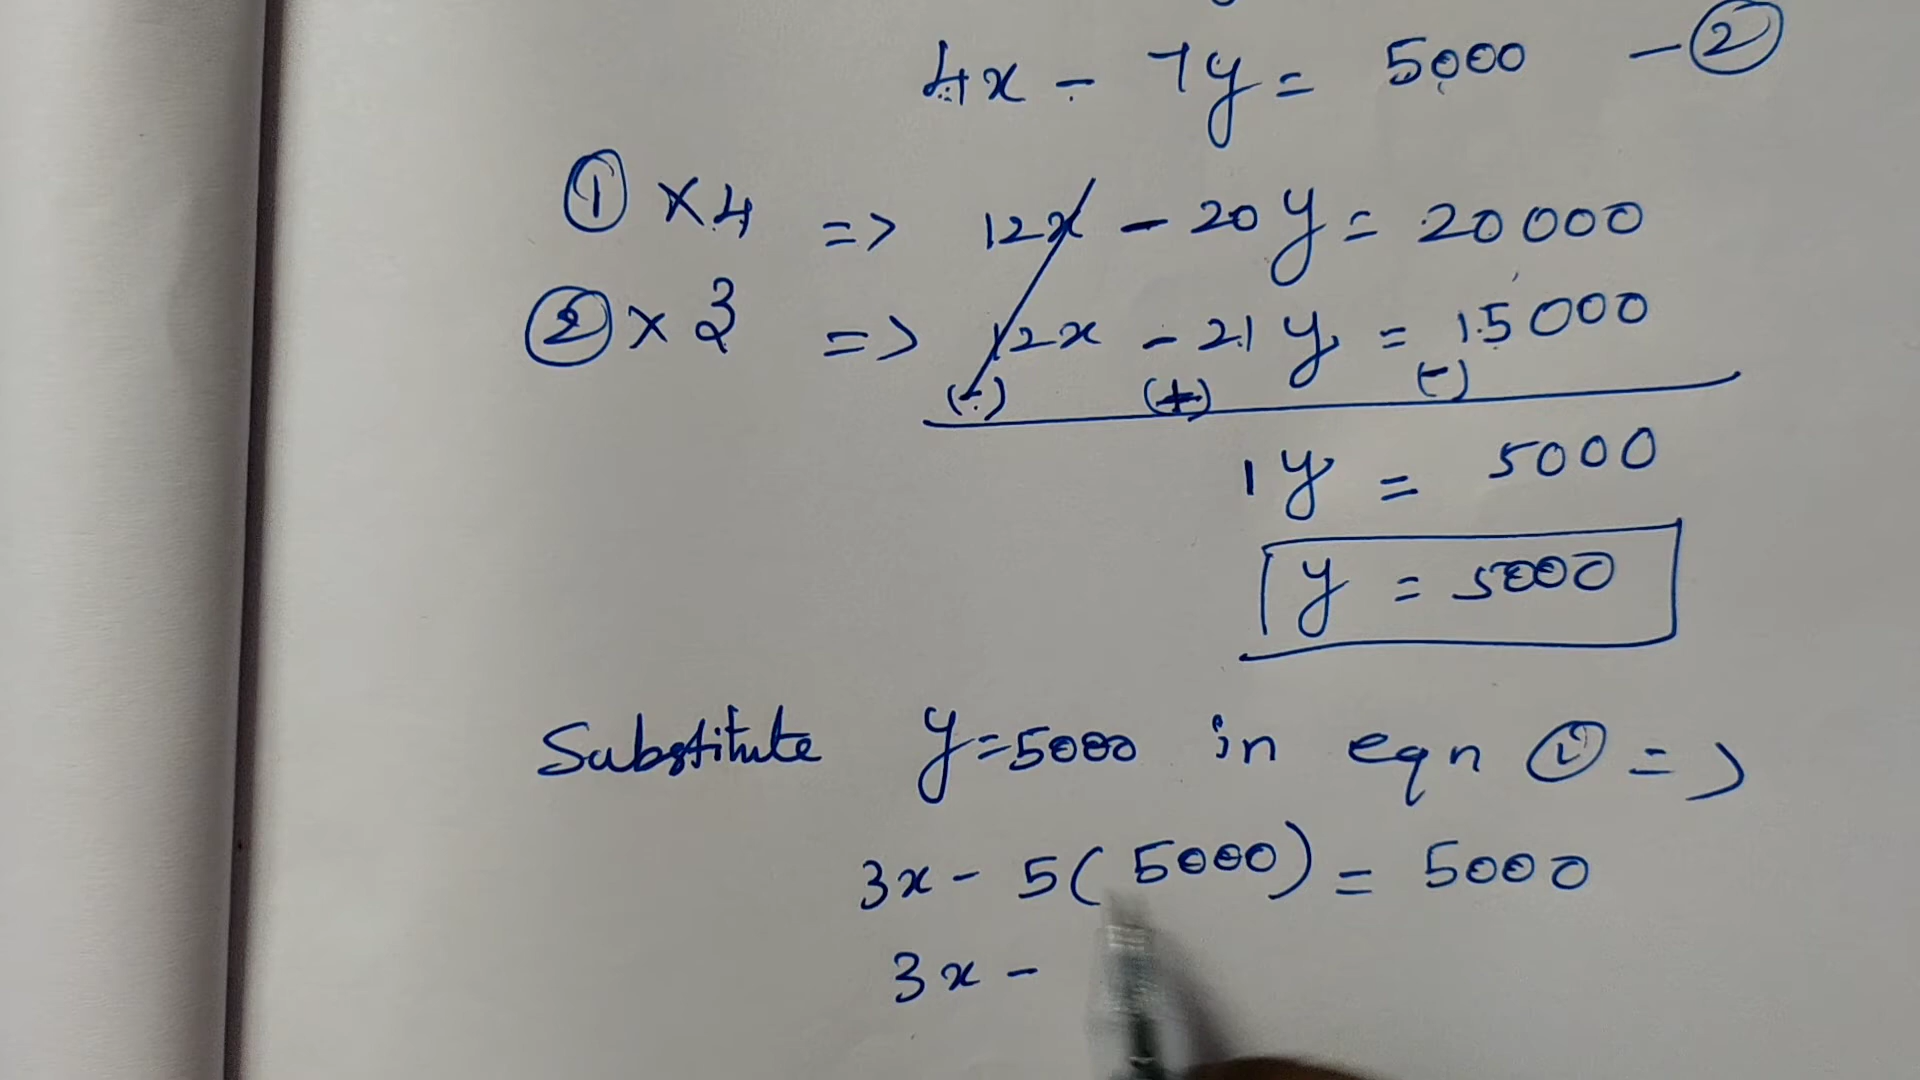 4x - 7y = 5000 - ②
① × 4 => 12x - 20y = 20000
② × 3 => 12x - 21y = 15000
(-) (+) (-)
1y = 5000
y = 5000
Substitute y=5000 in eqn ① =>
3x - 5(5000) = 5000
3x -